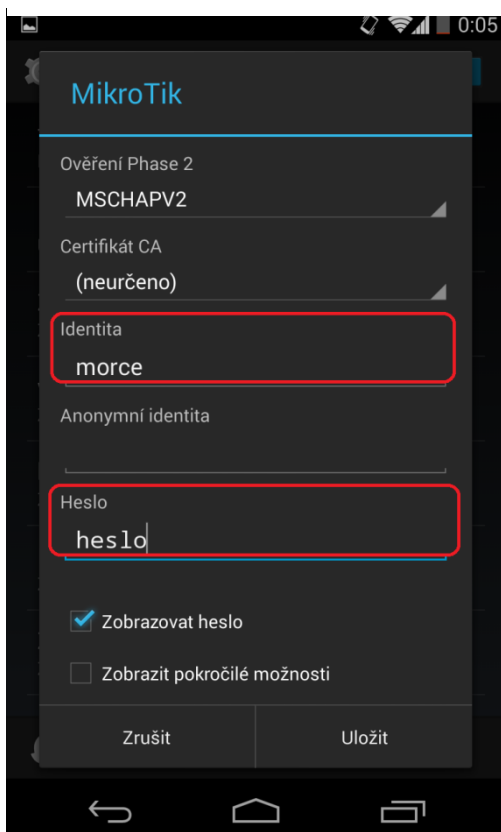 0:05
MikroTik
Ověření Phase 2
MSCHAPV2
Certifikát CA
(neurčeno)
Identita
morce
Anonymní identita
Heslo
heslo
Zobrazovat heslo
Zobrazit pokročilé možnosti
Zrušit
Uložit